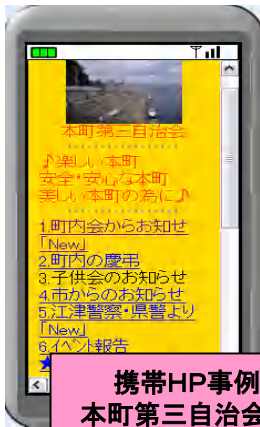 本町第三自治会
♪楽しい本町
安全・安心な本町
美しい本町の為に♪
1.町内会からお知せ
「New」
2.町内の慶弔
3.子供会のお知らせ
4.市からのお知らせ
5.江津警察・県警より
「New」
6.イベント報告
携帯HP事例
本町第三自治会